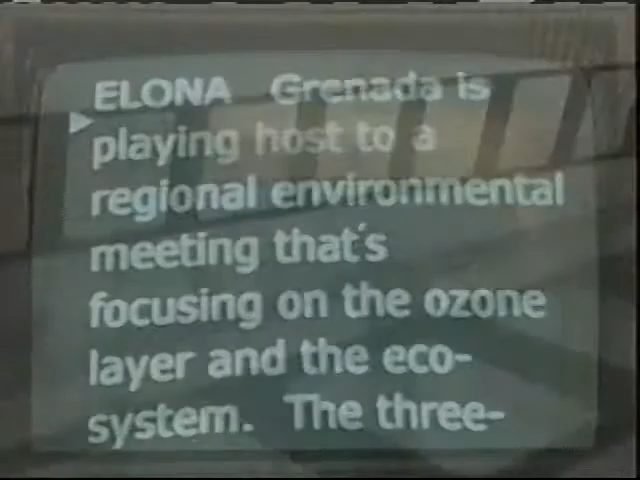 ELONA Grenada is
playing host to a
regional environmental
meeting that's
focusing on the ozone
layer and the eco-
system. The three-